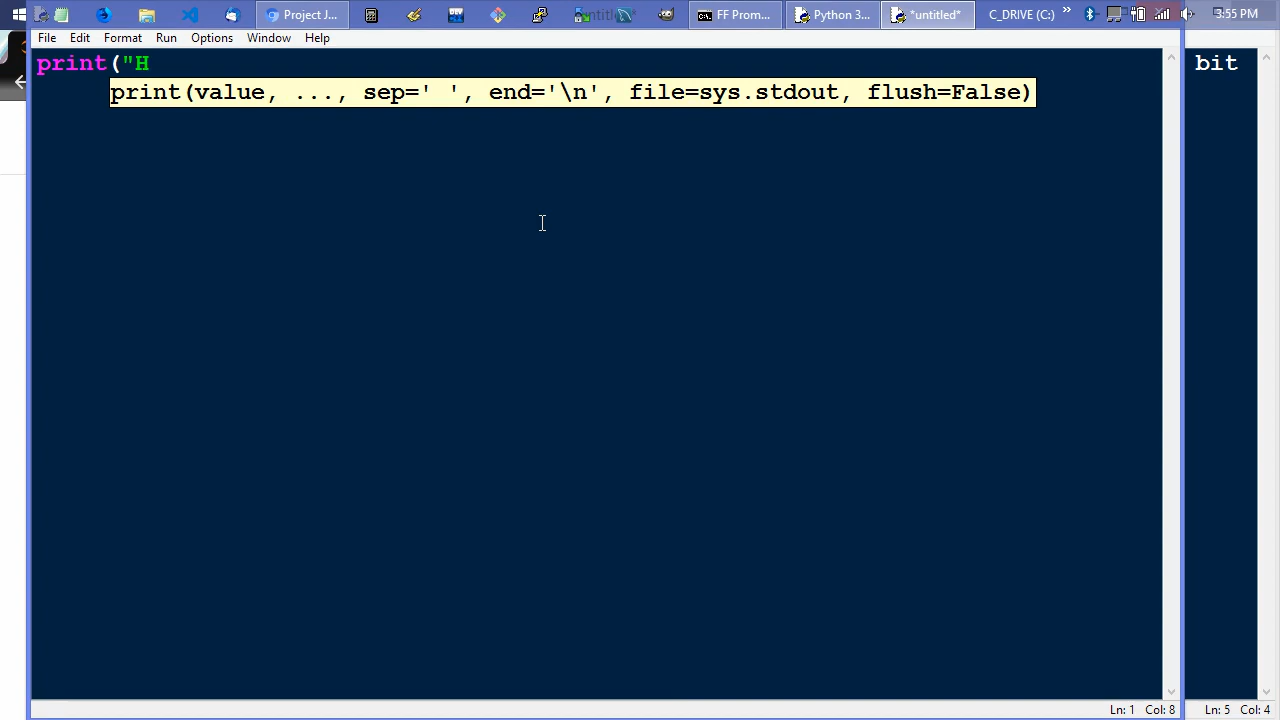 Project J...
FF Prom...
Python 3...
*untitled*
C_DRIVE (C:)
»
3:55 PM
File Edit Format Run Options Window Help
print("H
bit
print(value, ..., sep=' ', end='\n', file=sys.stdout, flush=False)
Ln: 1 Col: 8
Ln: 5 Col: 4